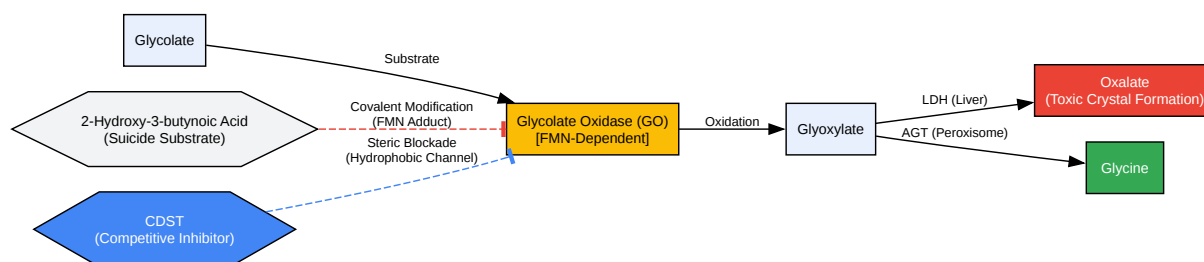 Glycolate
Substrate
2-Hydroxy-3-butynoic Acid
(Suicide Substrate)
Covalent Modification
(FMN Adduct)
Steric Blockade
(Hydrophobic Channel)
CDST
(Competitive Inhibitor)
Glycolate Oxidase (GO)
[FMN-Dependent]
Oxidation
Glyoxylate
LDH (Liver)
AGT (Peroxisome)
Oxalate
(Toxic Crystal Formation)
Glycine